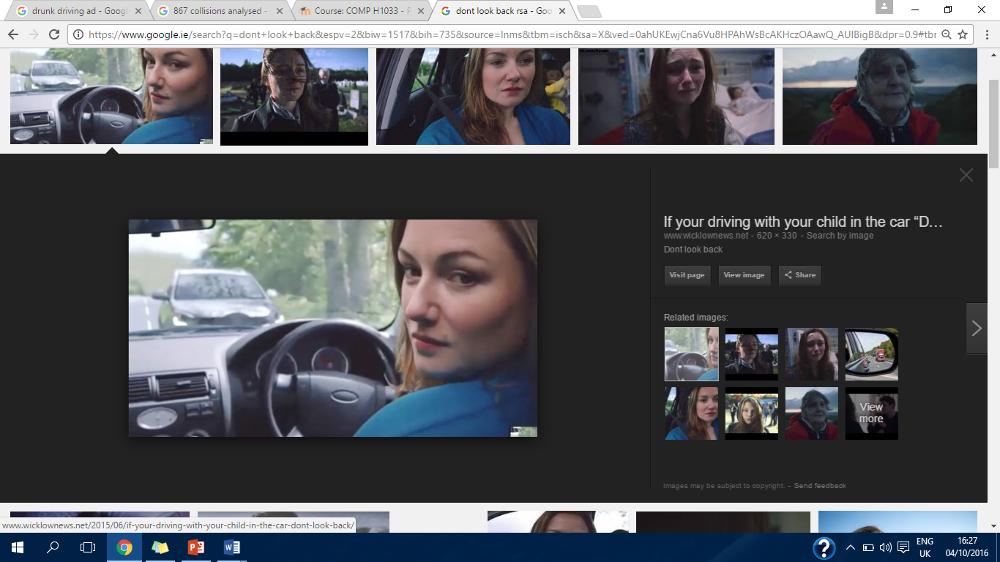 drunk driving ad - Googl
867 collisions analysed -
Course: COMP H1033 - P
dont look back rsa - Goo
https://www.google.ie/search?q=dont+look+back&espv=2&biw=1517&bih=735&source=lnms&tbm=isch&sa=X&ved=0ahUKEwjCna6Vu8HPAhWsBcAKHczOAawQ_AUIBigB&dpr=0.9#tbr
If your driving with your child in the car “D...
www.wicklownews.net - 620 × 330 - Search by image
Dont look back
Visit page
View image
Share
Related images:
View
more
Images may be subject to copyright. - Send feedback
www.wicklownews.net/2015/06/if-your-driving-with-your-child-in-the-car-dont-look-back/
ENG
UK
16:27
04/10/2016